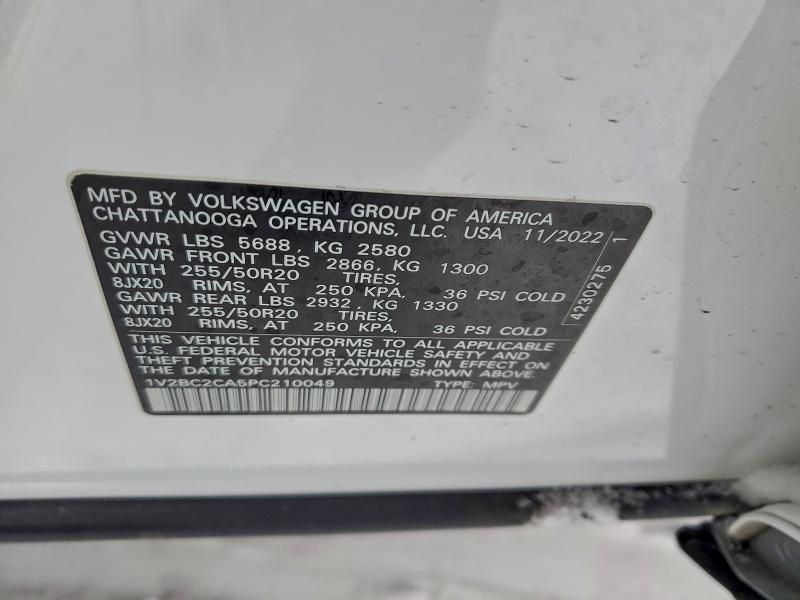 MFD BY VOLKSWAGEN GROUP OF AMERICA
CHATTANOOGA OPERATIONS, LLC. USA 11/2022
GVWR LBS 5688, KG 2580
GAWR FRONT LBS 2866, KG 1300
WITH 255/50R20 TIRES,
8JX20 RIMS, AT 250 KPA, 36 PSI COLD
GAWR REAR LBS 2932, KG 1330
WITH 255/50R20 TIRES,
8JX20 RIMS, AT 250 KPA, 36 PSI COLD
THIS VEHICLE CONFORMS TO ALL APPLICABLE
U.S. FEDERAL MOTOR VEHICLE SAFETY AND
THEFT PREVENTION STANDARDS IN EFFECT ON
THE DATE OF MANUFACTURE SHOWN ABOVE.
1V2BC2CA5PC210049 TYPE: MPV
4230275 1